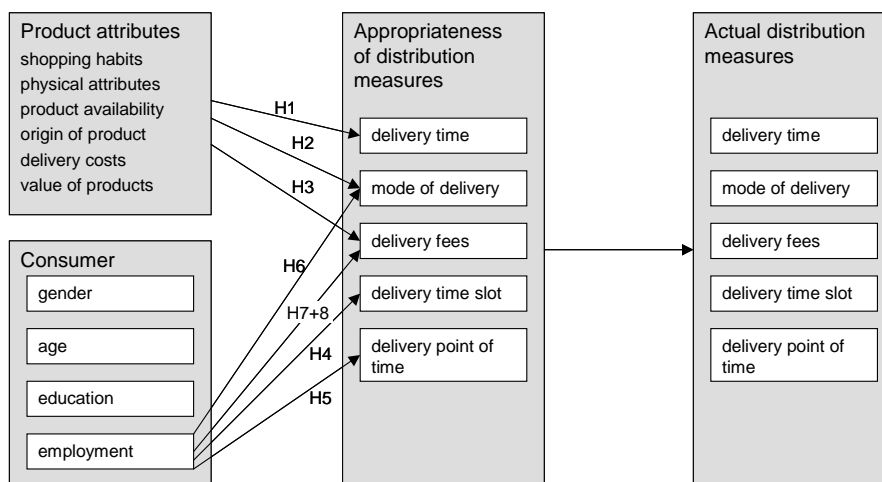 Product attributes
shopping habits
physical attributes
product availability
origin of product
delivery costs
value of products
Consumer
gender
age
education
employment
H1
H2
H3
H6
H7+8
H4
H5
Appropriateness
of distribution
measures
delivery time
mode of delivery
delivery fees
delivery time slot
delivery point of
time
Actual distribution
measures
delivery time
mode of delivery
delivery fees
delivery time slot
delivery point of
time